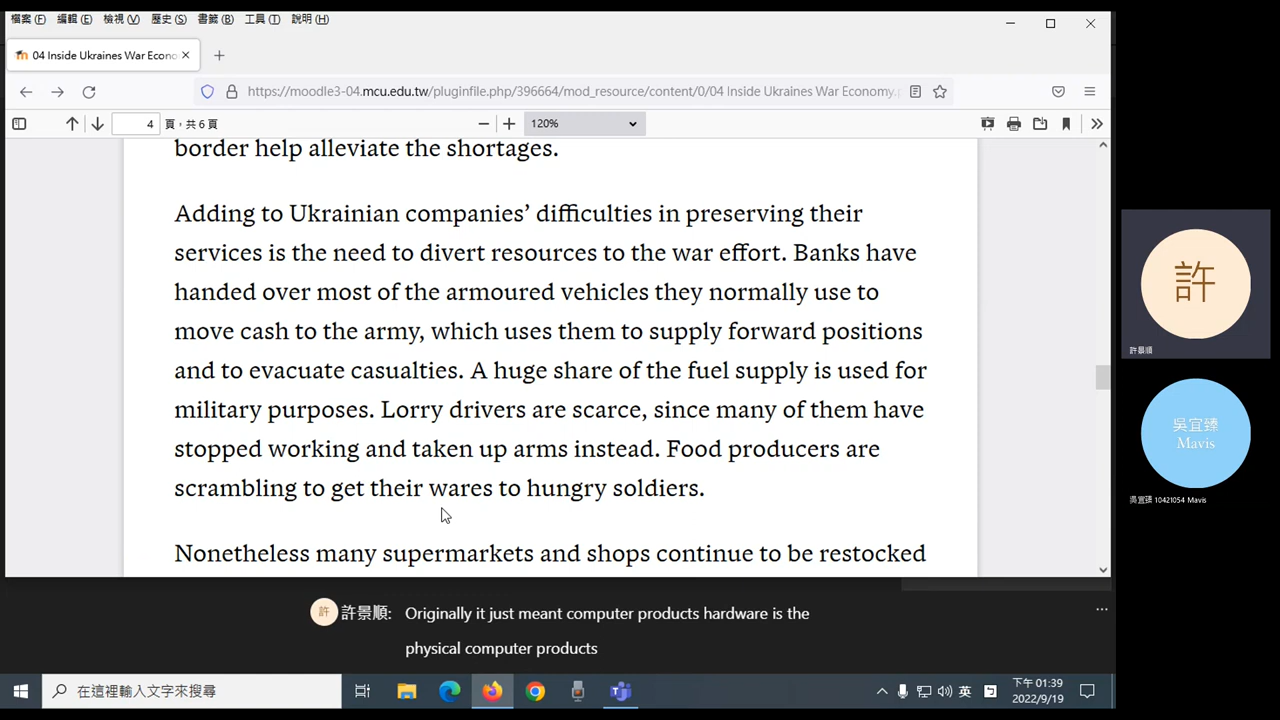 檔案 (F) 編輯 (E) 檢視 (V) 歷史 (S) 書籤 (B) 工具 (T) 說明 (H)
04 Inside Ukraines War Econo
https://moodle3-04.mcu.edu.tw/pluginfile.php/396664/mod_resource/content/0/04 Inside Ukraines War Economy.p
4 頁，共 6 頁 120%
border help alleviate the shortages.
Adding to Ukrainian companies’ difficulties in preserving their
services is the need to divert resources to the war effort. Banks have
handed over most of the armoured vehicles they normally use to
move cash to the army, which uses them to supply forward positions
and to evacuate casualties. A huge share of the fuel supply is used for
military purposes. Lorry drivers are scarce, since many of them have
stopped working and taken up arms instead. Food producers are
scrambling to get their wares to hungry soldiers.
Nonetheless many supermarkets and shops continue to be restocked
許
許景順
吳宜臻
Mavis
吳宜臻 10421054 Mavis
許 許景順: Originally it just meant computer products hardware is the
physical computer products
在這裡輸入文字來搜尋
英
下午 01:39
2022/9/19